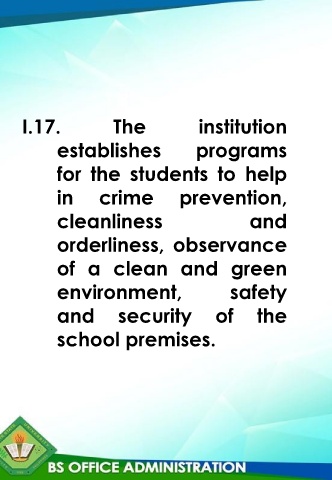 I.17. The institution
establishes programs
for the students to help
in crime prevention,
cleanliness and
orderliness, observance
of a clean and green
environment, safety
and security of the
school premises.
BS OFFICE ADMINISTRATION